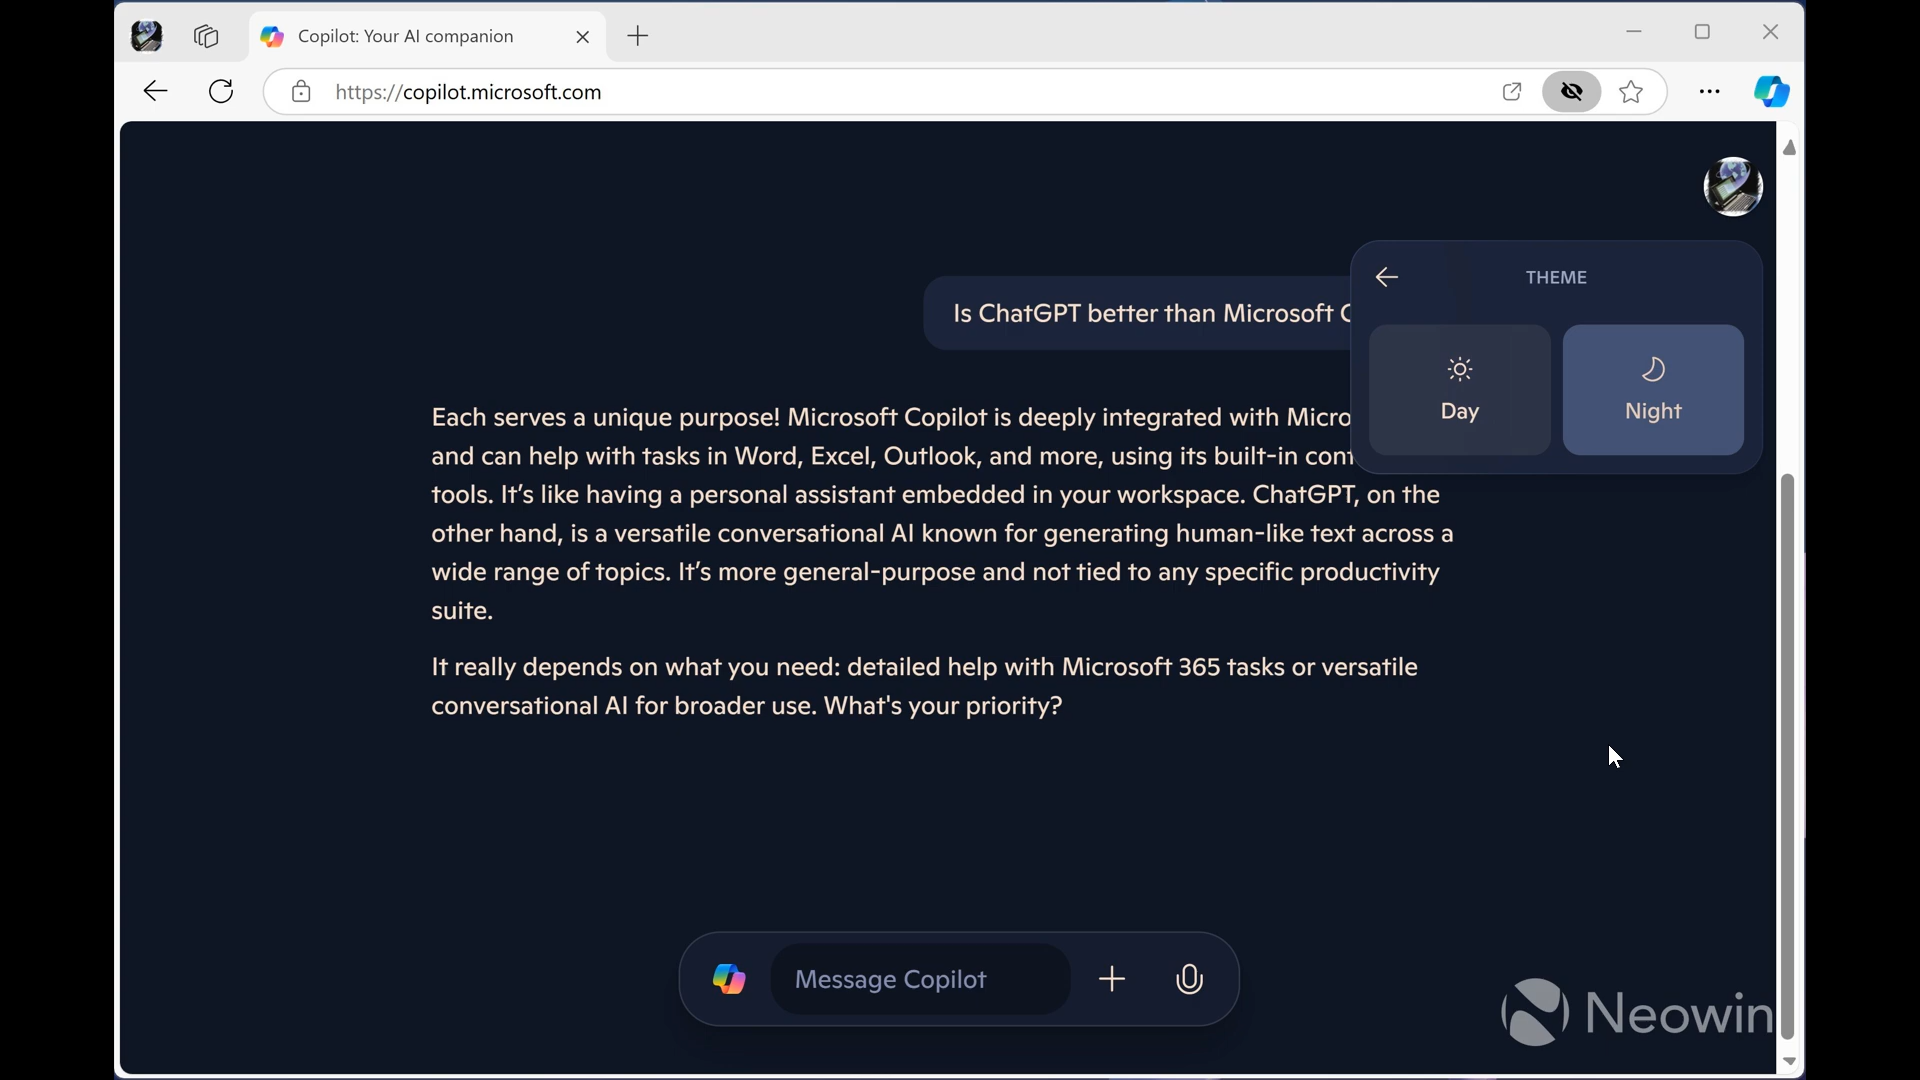 Copilot: Your AI companion
https://copilot.microsoft.com
THEME
Is ChatGPT better than Microsoft
Day
Night
Each serves a unique purpose! Microsoft Copilot is deeply integrated with
and can help with tasks in Word, Excel, Outlook, and more, using its built-in
tools. It’s like having a personal assistant embedded in your workspace. ChatGPT, on the
other hand, is a versatile conversational AI known for generating human-like text across a
wide range of topics. It’s more general-purpose and not tied to any specific productivity
suite.
It really depends on what you need: detailed help with Microsoft 365 tasks or versatile
conversational AI for broader use. What's your priority?
Message Copilot
Neowin